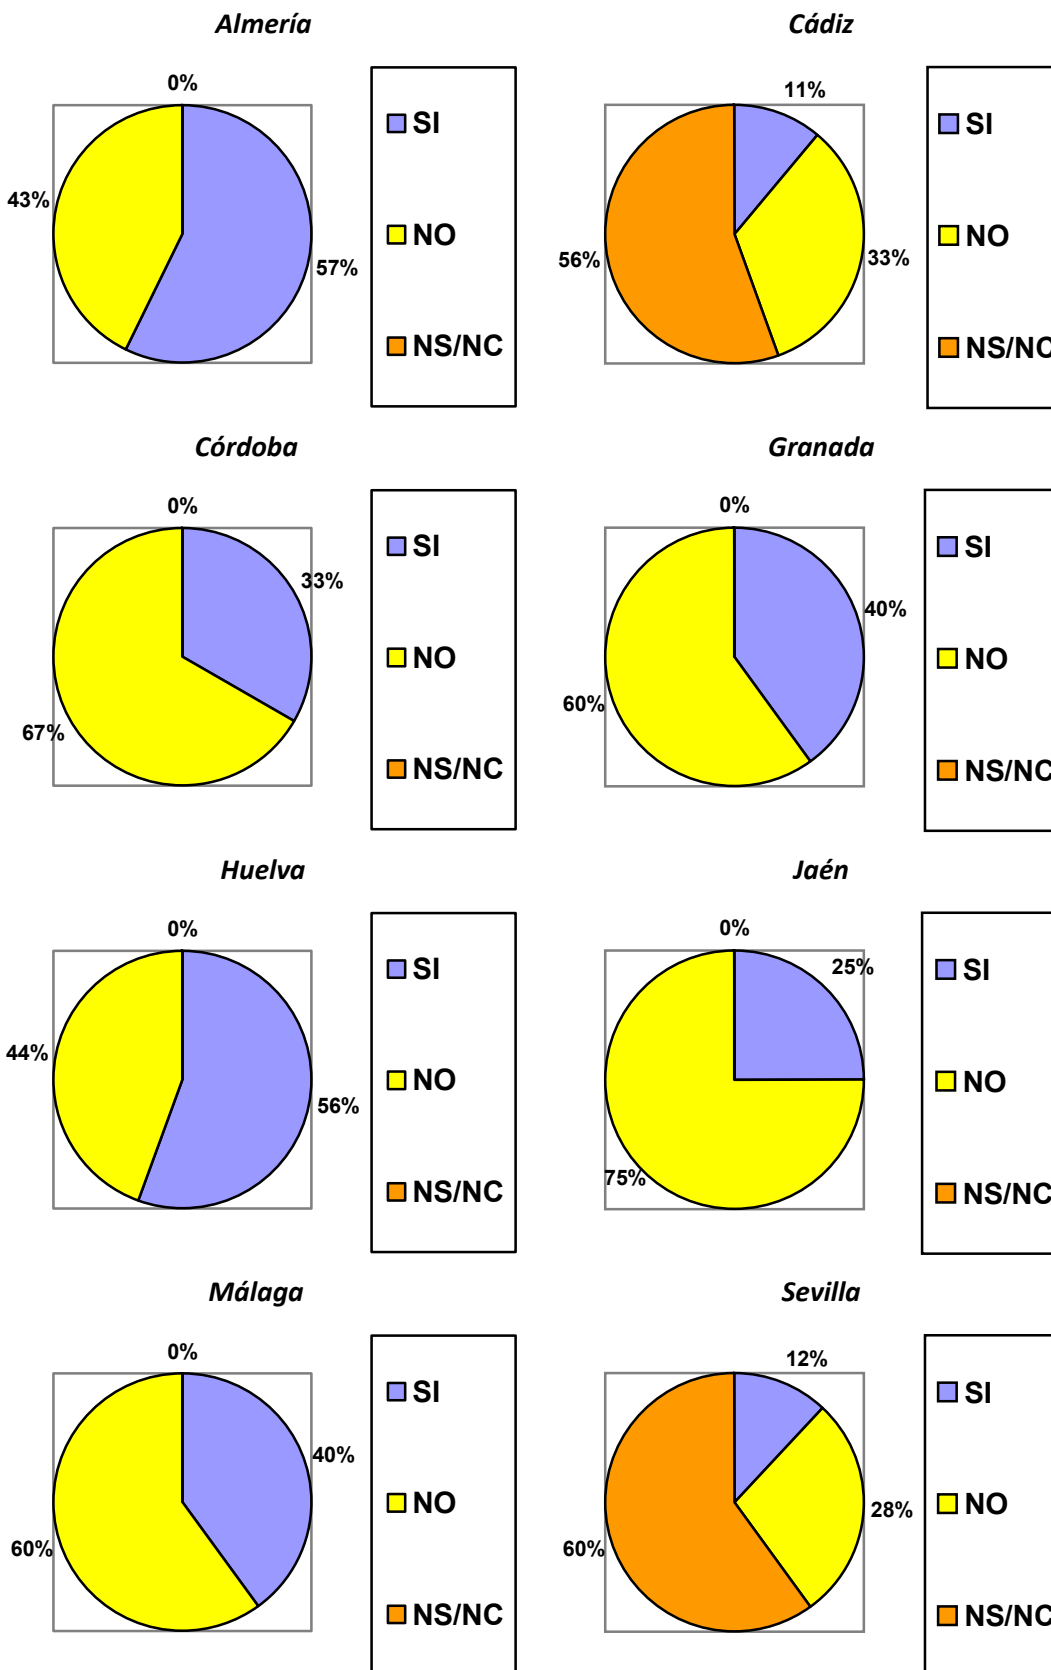 Almería
0%
43%
57%
SI
NO
NS/NC
Cádiz
11%
56%
33%
SI
NO
NS/NC
Córdoba
0%
33%
67%
SI
NO
NS/NC
Granada
0%
40%
60%
SI
NO
NS/NC
Huelva
0%
44%
56%
SI
NO
NS/NC
Jaén
0%
25%
75%
SI
NO
NS/NC
Málaga
0%
40%
60%
SI
NO
NS/NC
Sevilla
12%
28%
60%
SI
NO
NS/NC